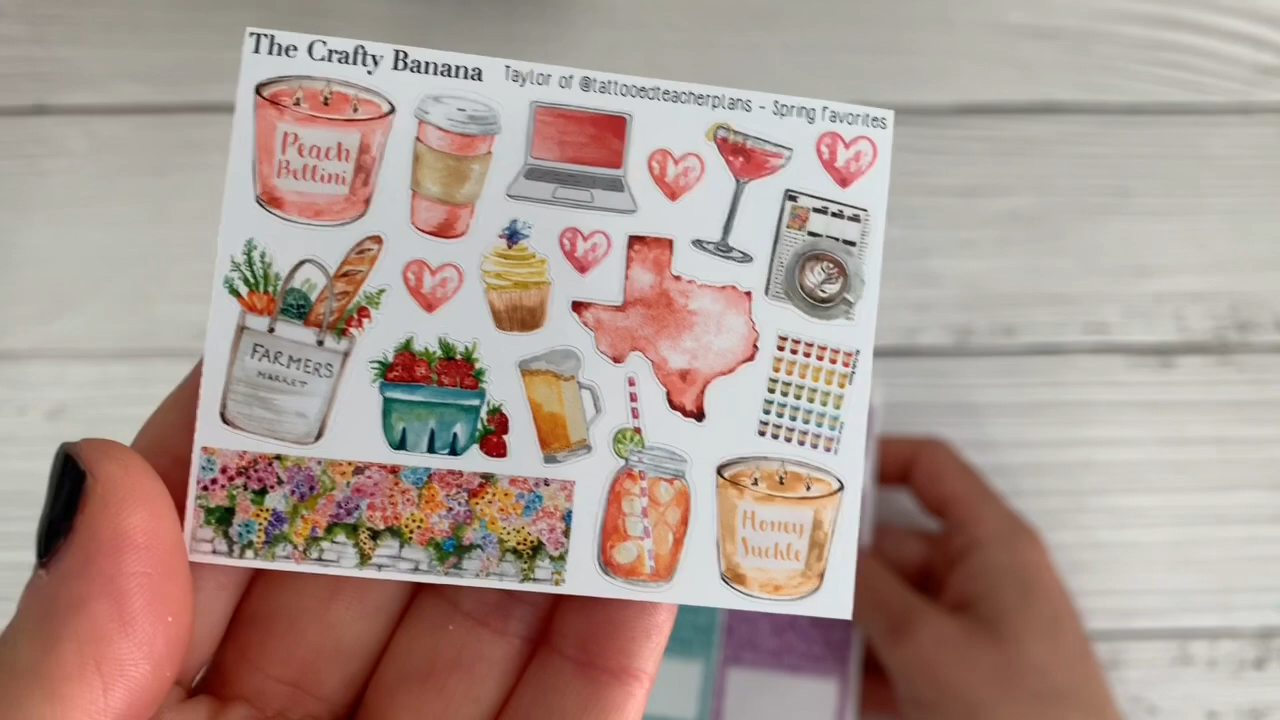 The Crafty Banana
Taylor of @tattooedteacherplans - Spring Favorites
Peach
Bellini
FARMERS
MARKET
Honey
Suckle